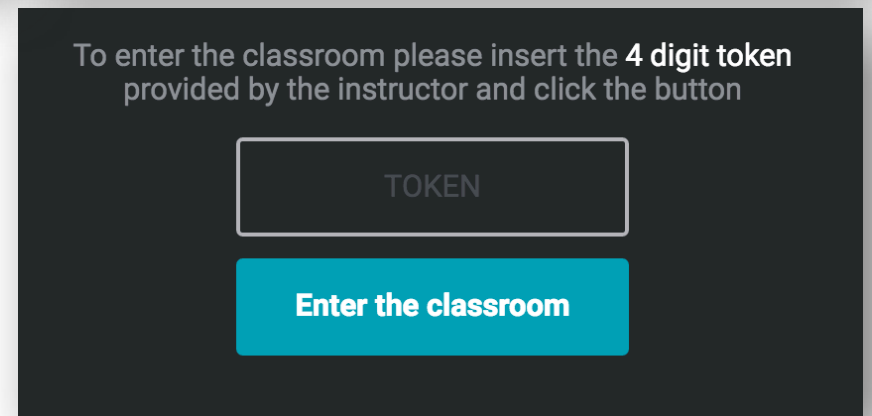 To enter the classroom please insert the 4 digit token
provided by the instructor and click the button
TOKEN
Enter the classroom